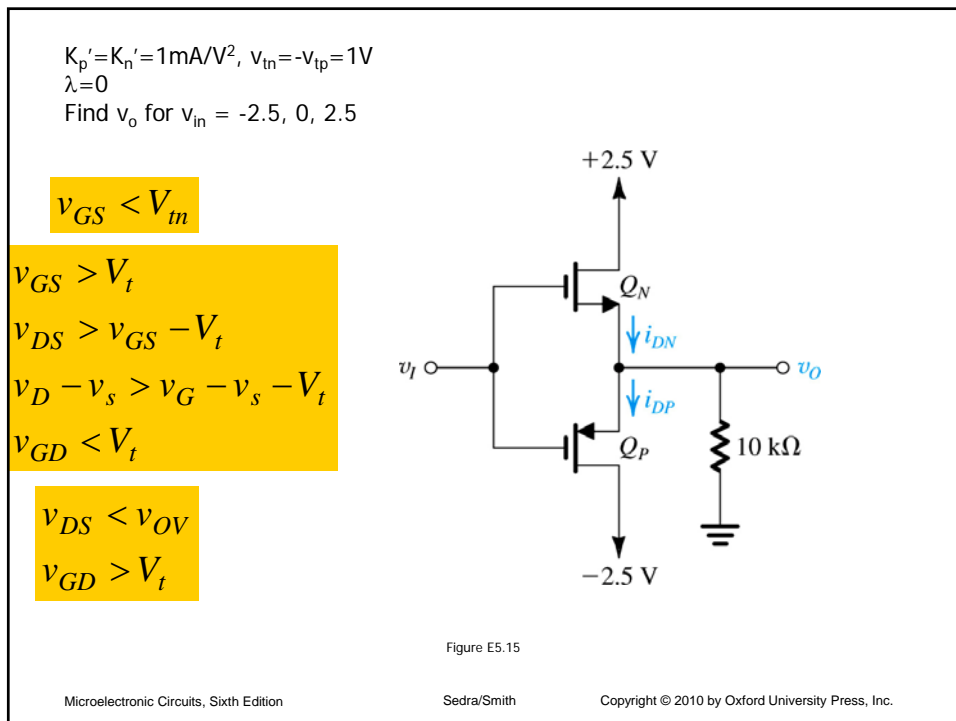 Kp'=Kn'=1mA/V², vtn=-vtp=1V
λ=0
Find vo for vin = -2.5, 0, 2.5
vGS < Vtn
vGS > Vt
vDS > vGS − Vt
vD − vs > vG − vs − Vt
vGD < Vt
vDS < vOV
vGD > Vt
+2.5 V
QN
iDN
vI
vO
iDP
QP
10 kΩ
−2.5 V
Figure E5.15
Microelectronic Circuits, Sixth Edition Sedra/Smith Copyright © 2010 by Oxford University Press, Inc.